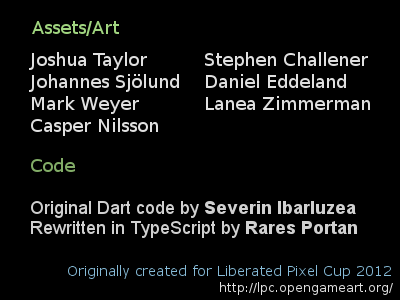 Assets/Art
Joshua Taylor
Johannes Sjölund
Mark Weyer
Casper Nilsson
Stephen Challener
Daniel Eddeland
Lanea Zimmerman
Code
Original Dart code by Severin Ibarluzea
Rewritten in TypeScript by Rares Portan
Originally created for Liberated Pixel Cup 2012
http://lpc.opengameart.org/